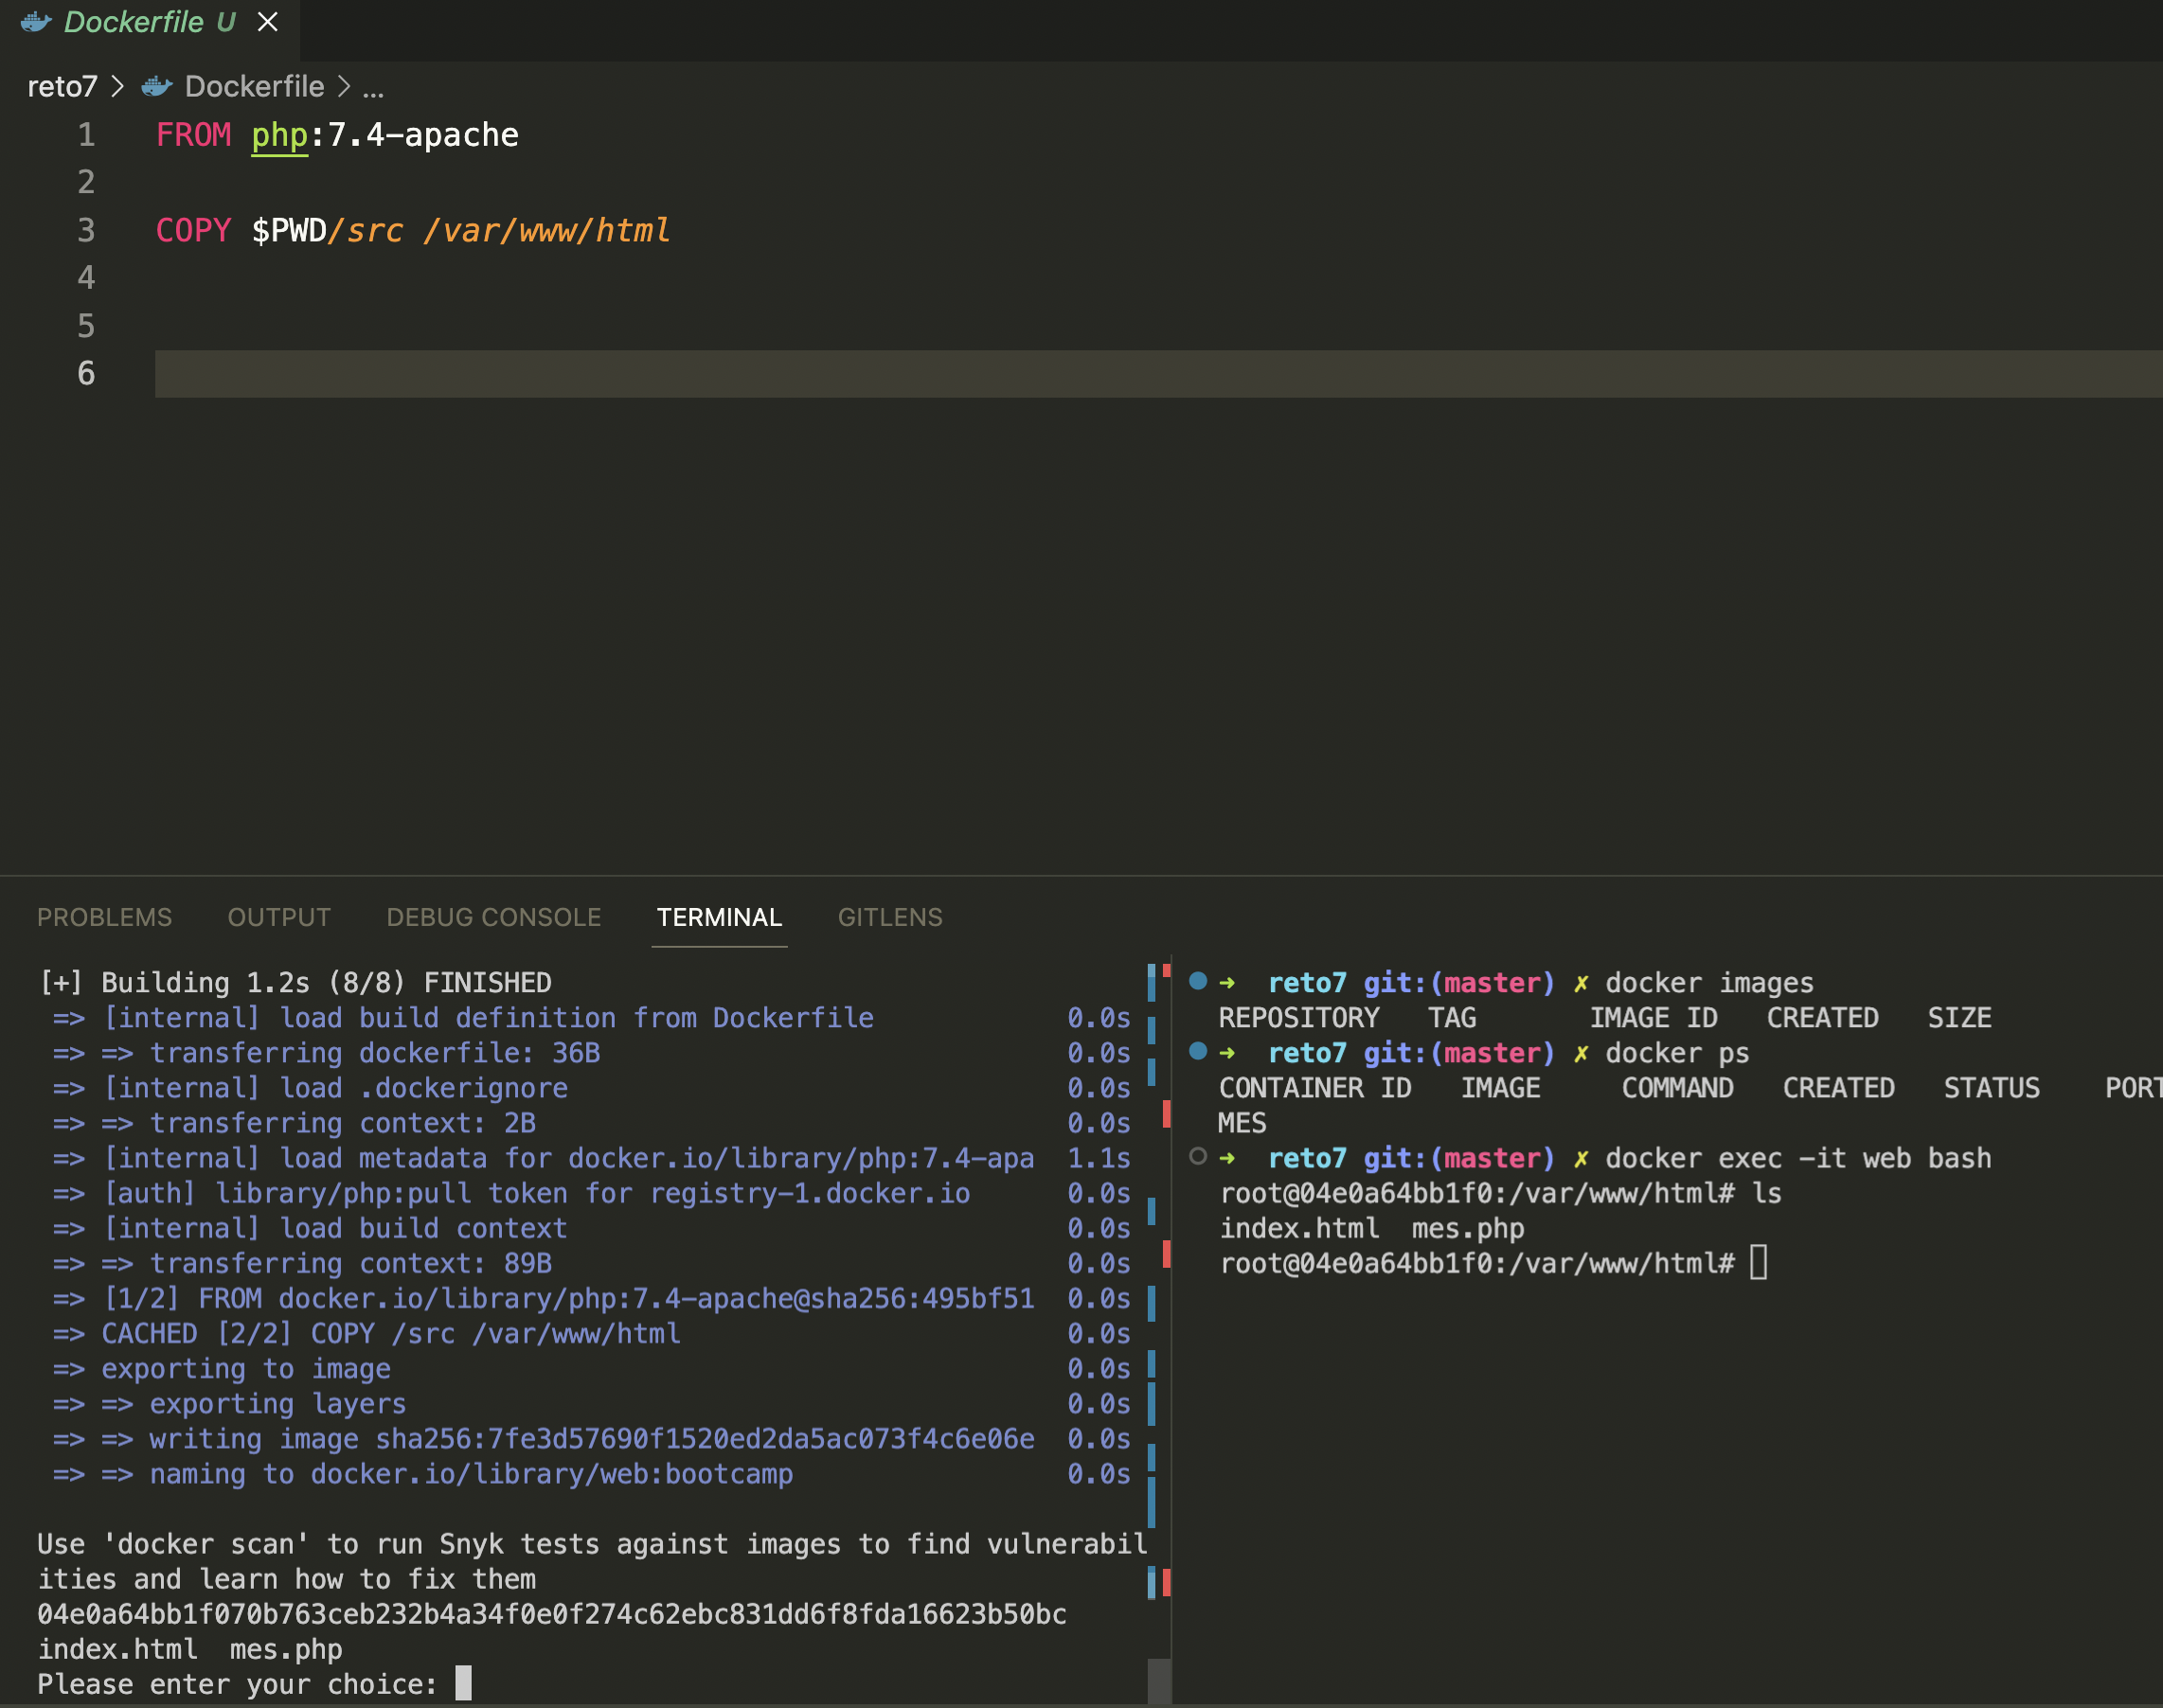 Dockerfile U
reto7 > Dockerfile > ...
1 FROM php:7.4-apache
2
3 COPY $PWD/src /var/www/html
4
5
6
PROBLEMS OUTPUT DEBUG CONSOLE TERMINAL GITLENS
[+] Building 1.2s (8/8) FINISHED
=> [internal] load build definition from Dockerfile 0.0s
=> => transferring dockerfile: 36B 0.0s
=> [internal] load .dockerignore 0.0s
=> => transferring context: 2B 0.0s
=> [internal] load metadata for docker.io/library/php:7.4-apa 1.1s
=> [auth] library/php:pull token for registry-1.docker.io 0.0s
=> [internal] load build context 0.0s
=> => transferring context: 89B 0.0s
=> [1/2] FROM docker.io/library/php:7.4-apache@sha256:495bf51 0.0s
=> CACHED [2/2] COPY /src /var/www/html 0.0s
=> exporting to image 0.0s
=> => exporting layers 0.0s
=> => writing image sha256:7fe3d57690f1520ed2da5ac073f4c6e06e 0.0s
=> => naming to docker.io/library/web:bootcamp 0.0s
Use 'docker scan' to run Snyk tests against images to find vulnerabil
ities and learn how to fix them
04e0a64bb1f070b763ceb232b4a34f0e0f274c62ebc831dd6f8fda16623b50bc
index.html mes.php
Please enter your choice:
➜ reto7 git:(master) ✗ docker images
REPOSITORY TAG IMAGE ID CREATED SIZE
➜ reto7 git:(master) ✗ docker ps
CONTAINER ID IMAGE COMMAND CREATED STATUS PORT
MES
➜ reto7 git:(master) ✗ docker exec -it web bash
root@04e0a64bb1f0:/var/www/html# ls
index.html mes.php
root@04e0a64bb1f0:/var/www/html#